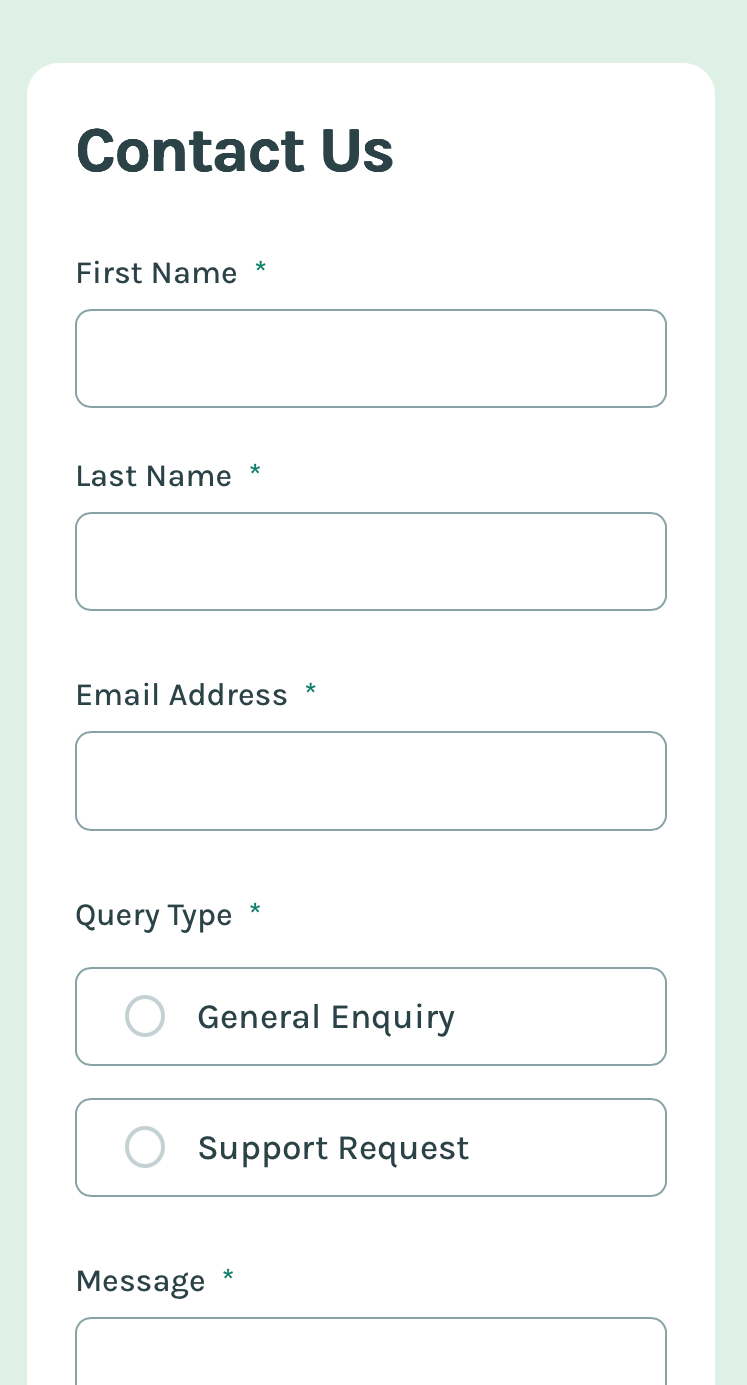 Contact Us
First Name *
Last Name *
Email Address *
Query Type *
General Enquiry
Support Request
Message *